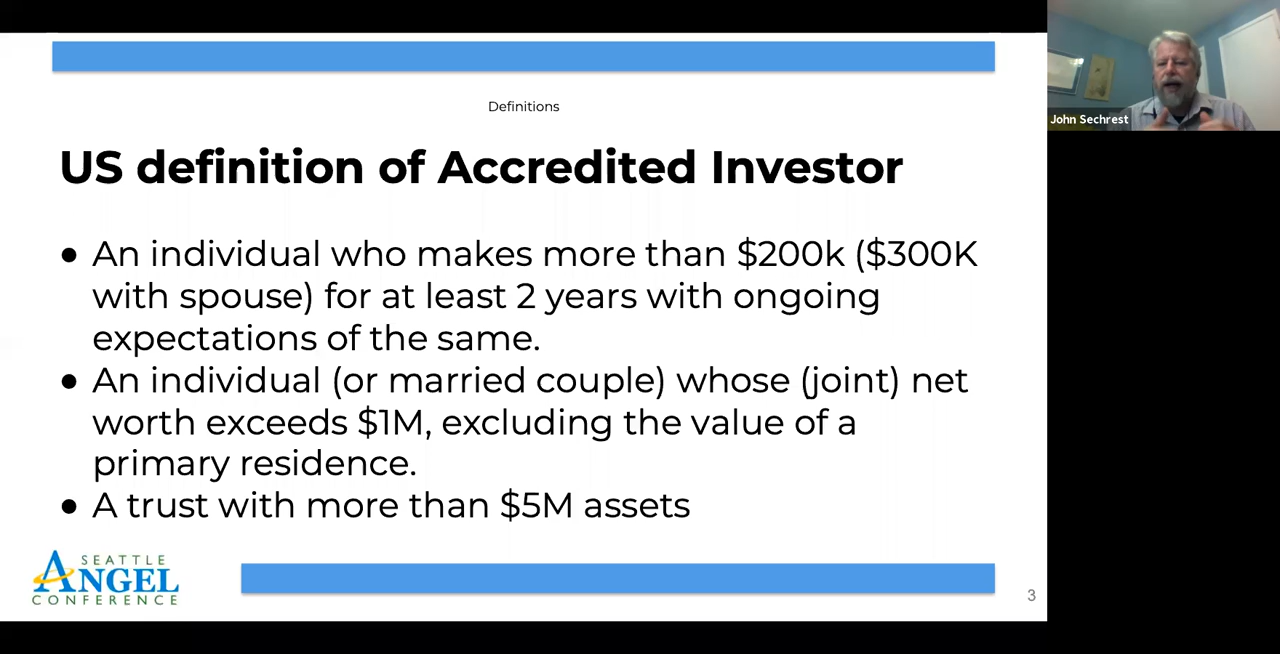 Definitions
US definition of Accredited Investor
● An individual who makes more than $200k ($300K
with spouse) for at least 2 years with ongoing
expectations of the same.
● An individual (or married couple) whose (joint) net
worth exceeds $1M, excluding the value of a
primary residence.
● A trust with more than $5M assets
SEATTLE
ANGEL
CONFERENCE
3
John Sechrest